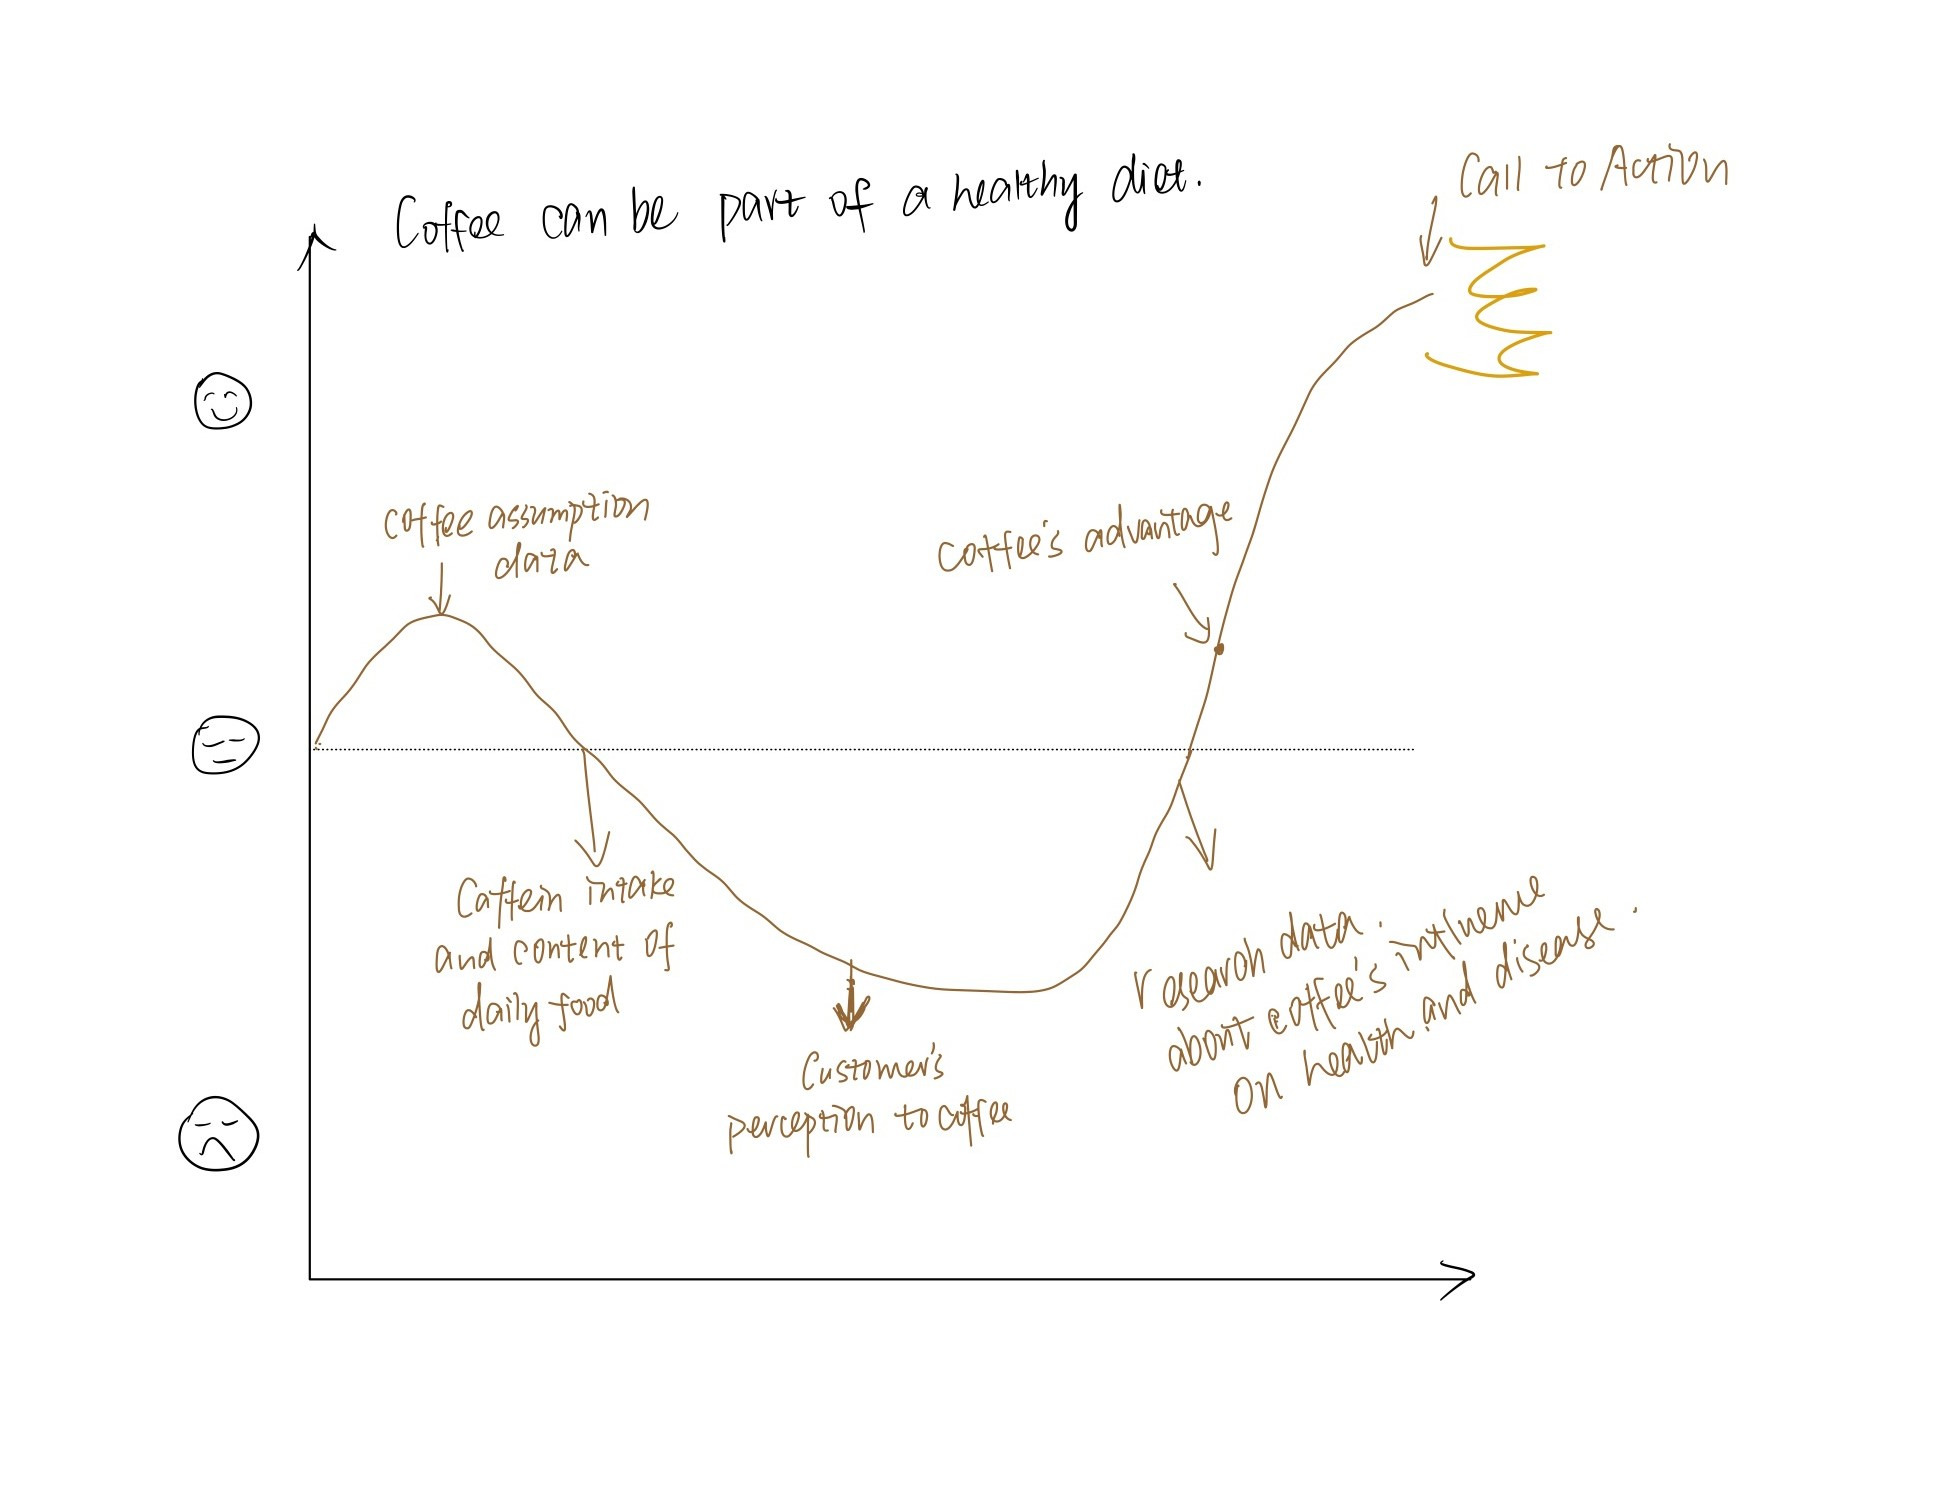 Coffee can be part of a healthy diet.
Call to Action
coffee assumption
data
coffee's advantage
Caffein intake
and content of
daily food
Customer's
perception to coffee
research data.
about coffee's influence
on health and disease.